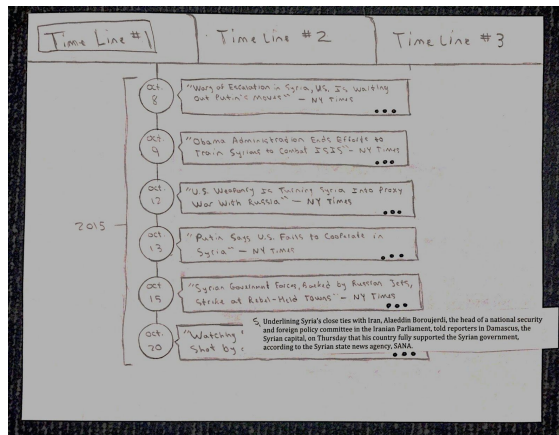 Time Line #1
Time Line #2
Time Line #3
2015
Oct. 8
"Wary of Escalation in Syria, U.S. Is Waiting
Out Putin's Moves" - NY Times
Oct. 9
"Obama Administration Ends Efforts to
Train Syrians to Combat ISIS" - NY Times
Oct. 12
"U.S. Weaponry Is Turning Syria Into Proxy
War With Russia" - NY Times
Oct. 13
"Putin Says U.S. Fails to Cooperate in
Syria" - NY Times
Oct. 15
"Syrian Government Forces, Backed by Russian Jets,
Strike at Rebel-Held Towns" - NY Times
Oct. 20
"Watching
Shot by
5. Underlining Syria's close ties with Iran, Alaeddin Boroujerdi, the head of a national security
and foreign policy committee in the Iranian Parliament, told reporters in Damascus, the
Syrian capital, on Thursday that his country fully supported the Syrian government,
according to the Syrian state news agency, SANA.